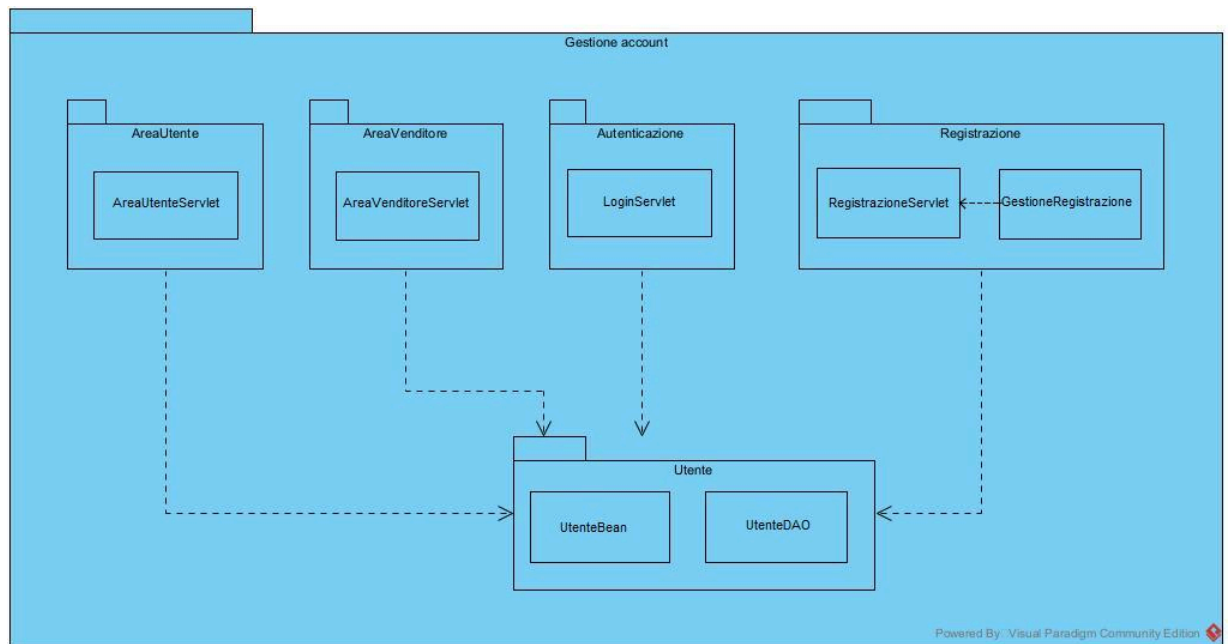 Gestione account
AreaUtente
AreaVenditore
Autenticazione
Registrazione
AreaUtenteServlet
AreaVenditoreServlet
LoginServlet
RegistrazioneServlet
GestioneRegistrazione
Utente
UtenteBean
UtenteDAO
Powered By Visual Paradigm Community Edition